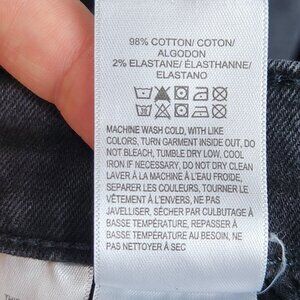 98% COTTON/ COTON/
ALGODON
2% ELASTANE/ ÉLASTHANNE/
ELASTANO
MACHINE WASH COLD, WITH LIKE
COLORS, TURN GARMENT INSIDE OUT, DO
NOT BLEACH, TUMBLE DRY LOW, COOL
IRON IF NECESSARY, DO NOT DRY CLEAN
LAVER À LA MACHINE À L'EAU FROIDE,
SEPARER LES COULEURS, TOURNER LE
VÊTEMENT À L'ENVERS, NE PAS
JAVELLISER, SÉCHER PAR CULBUTAGE À
BASSE TEMPÉRATURE, REPASSER À
BASSE TEMPÉRATURE AU BESOIN, NE
PAS NETTOYER À SEC